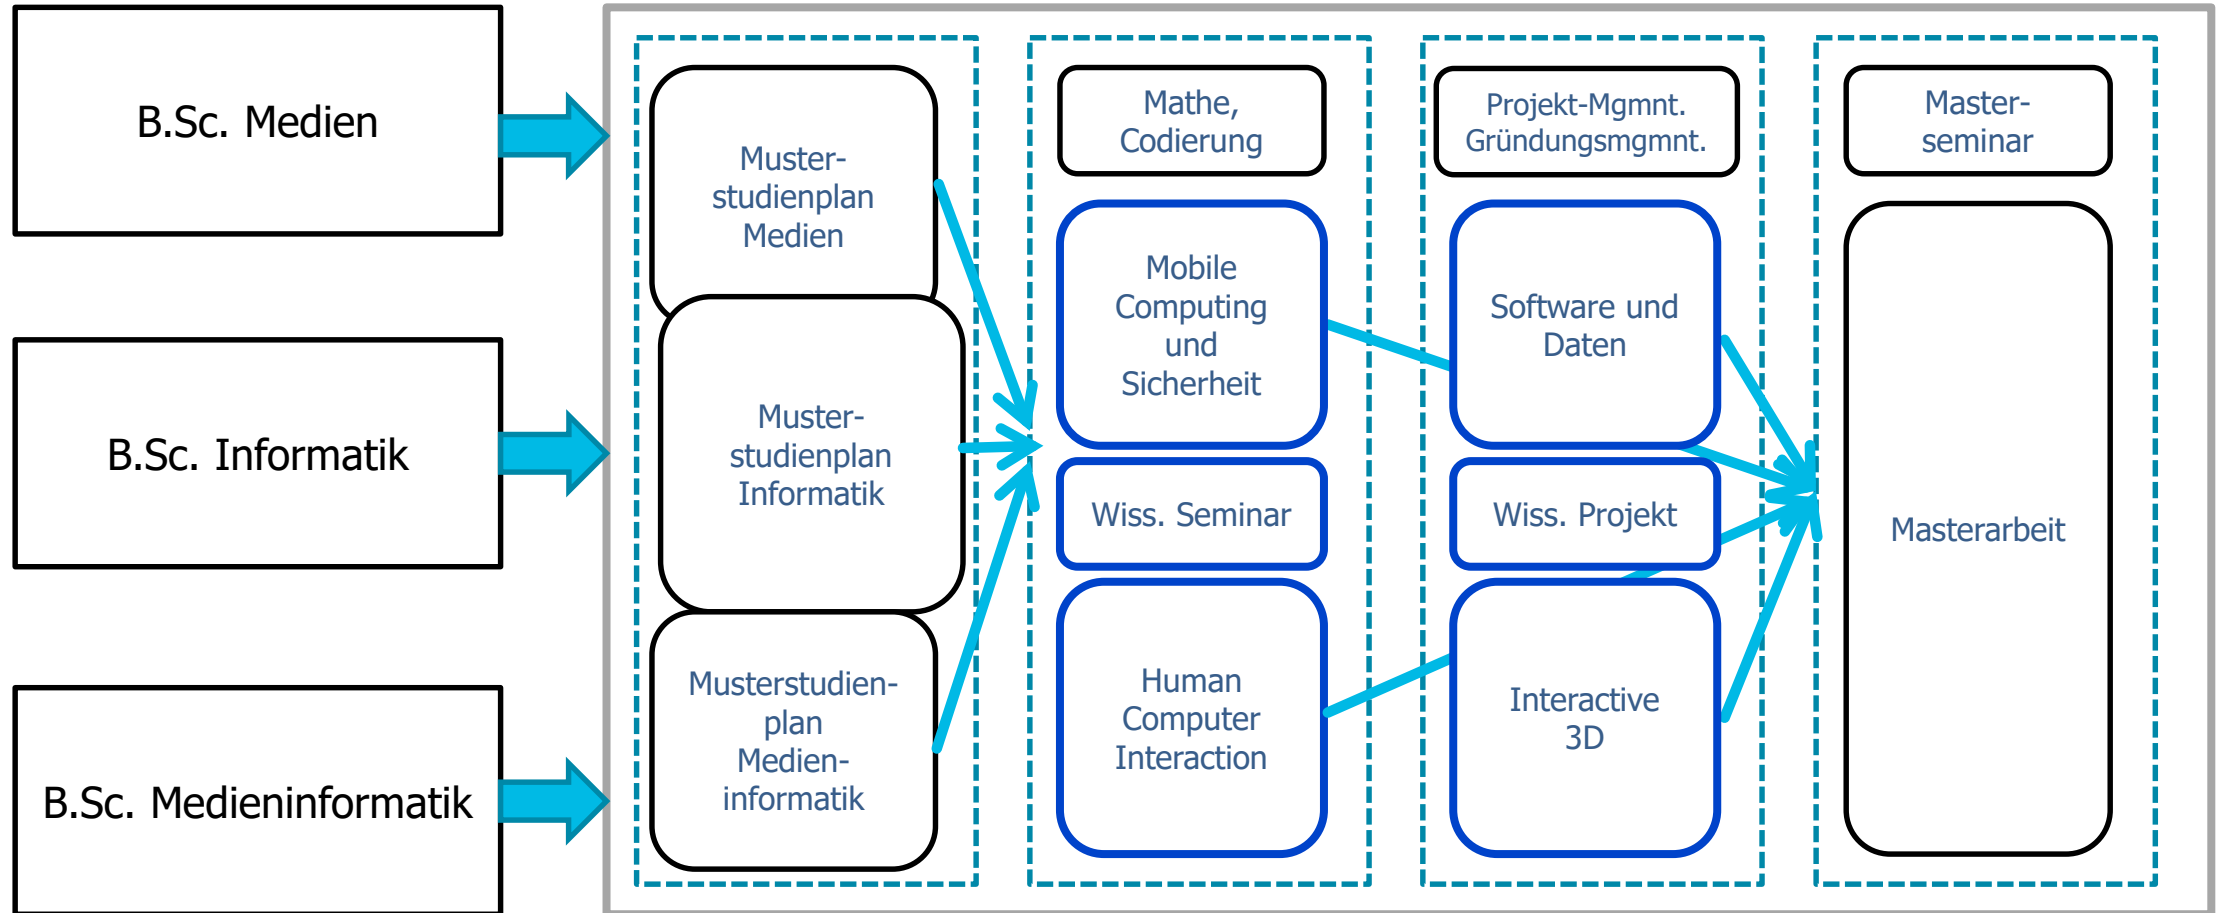 B.Sc. Medien
B.Sc. Informatik
B.Sc. Medieninformatik
Muster-
studienplan
Medien
Muster-
studienplan
Informatik
Musterstudien-
plan
Medien-
informatik
Mathe,
Codierung
Mobile
Computing
und
Sicherheit
Wiss. Seminar
Human
Computer
Interaction
Projekt-Mgmnt.
Gründungsmgmnt.
Software und
Daten
Wiss. Projekt
Interactive
3D
Master-
seminar
Masterarbeit